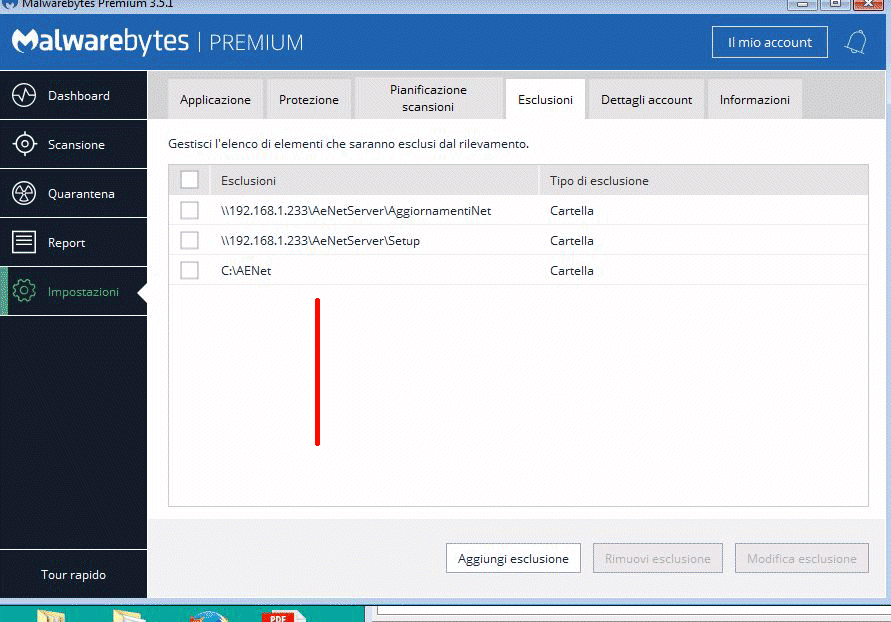 Malwarebytes Premium 3.5.1
Malwarebytes | PREMIUM
Il mio account
Dashboard
Scansione
Quarantena
Report
Impostazioni
Tour rapido
Applicazione
Protezione
Pianificazione
scansioni
Esclusioni
Dettagli account
Informazioni
Gestisci l'elenco di elementi che saranno esclusi dal rilevamento.
Esclusioni Tipo di esclusione
\\192.168.1.233\AeNetServer\AggiornamentiNet Cartella
\\192.168.1.233\AeNetServer\Setup Cartella
C:\AENet Cartella
Aggiungi esclusione
Rimuovi esclusione
Modifica esclusione
PDF